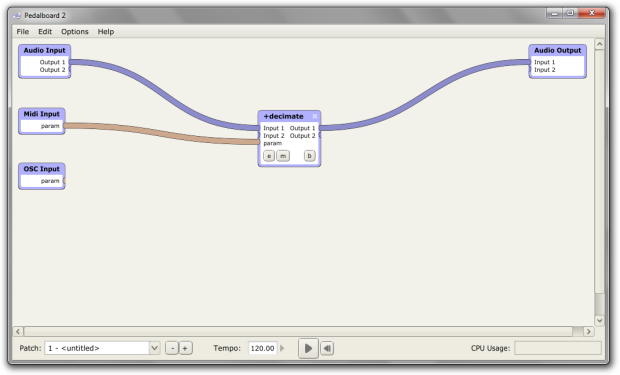 Pedalboard 2
File Edit Options Help
Audio Input
Output 1
Output 2
Audio Output
Input 1
Input 2
Midi Input
param
+decimate
Input 1 Output 1
Input 2 Output 2
param
e m b
OSC Input
param
Patch: 1 - <untitled> - + Tempo: 120.00 CPU Usage: